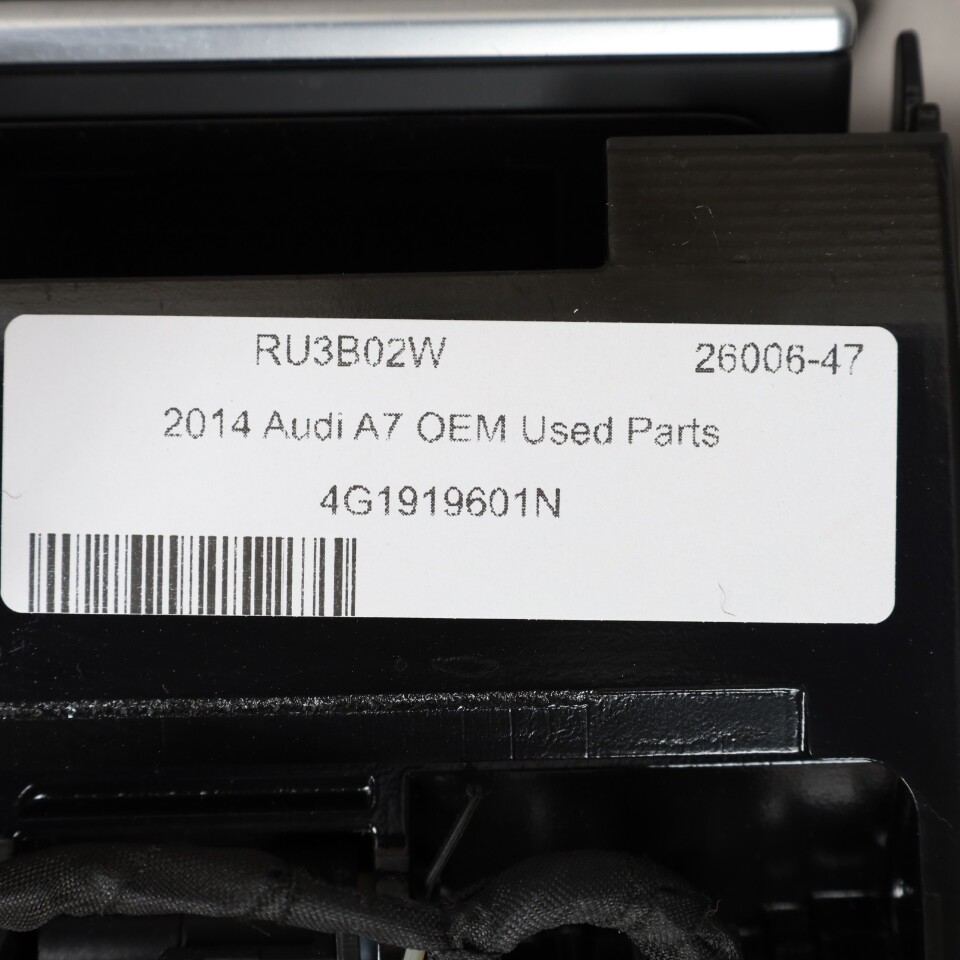 RU3B02W 26006-47
2014 Audi A7 OEM Used Parts
4G1919601N